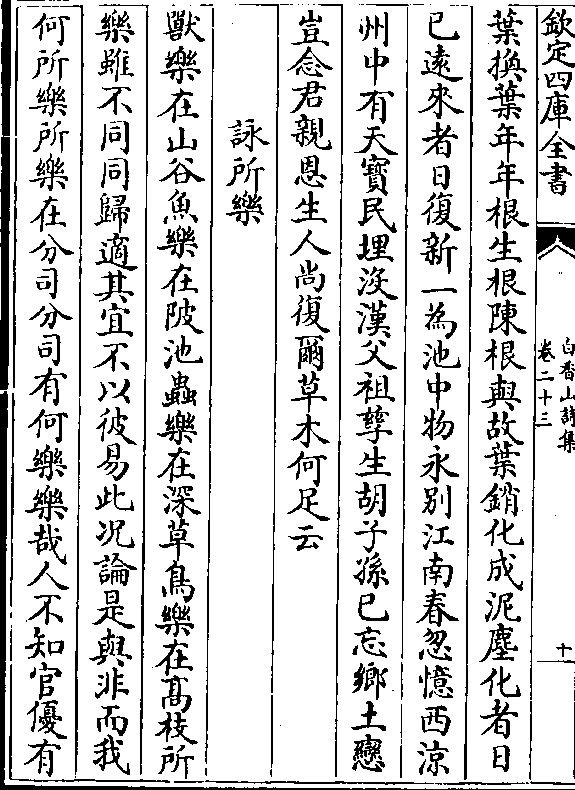 欽定四庫全書
白香山詩集
卷二十三
十
葉換葉年年根生根陳根與故葉銷化成泥塵化者日
已遠來者日復新一為池中物永别江南春忽憶西涼
州中有天寳民埋沒漢父祖孽生胡子孫已忘鄉土戀
豈念君親恩生人尚復爾草木何足云
詠所樂
獸樂在山谷魚樂在陂池蟲樂在深草鳥樂在髙枝所
樂雖不同同歸適其宜不以彼易此况論是與非而我
何所樂所樂在分司分司有何樂樂哉人不知官優有